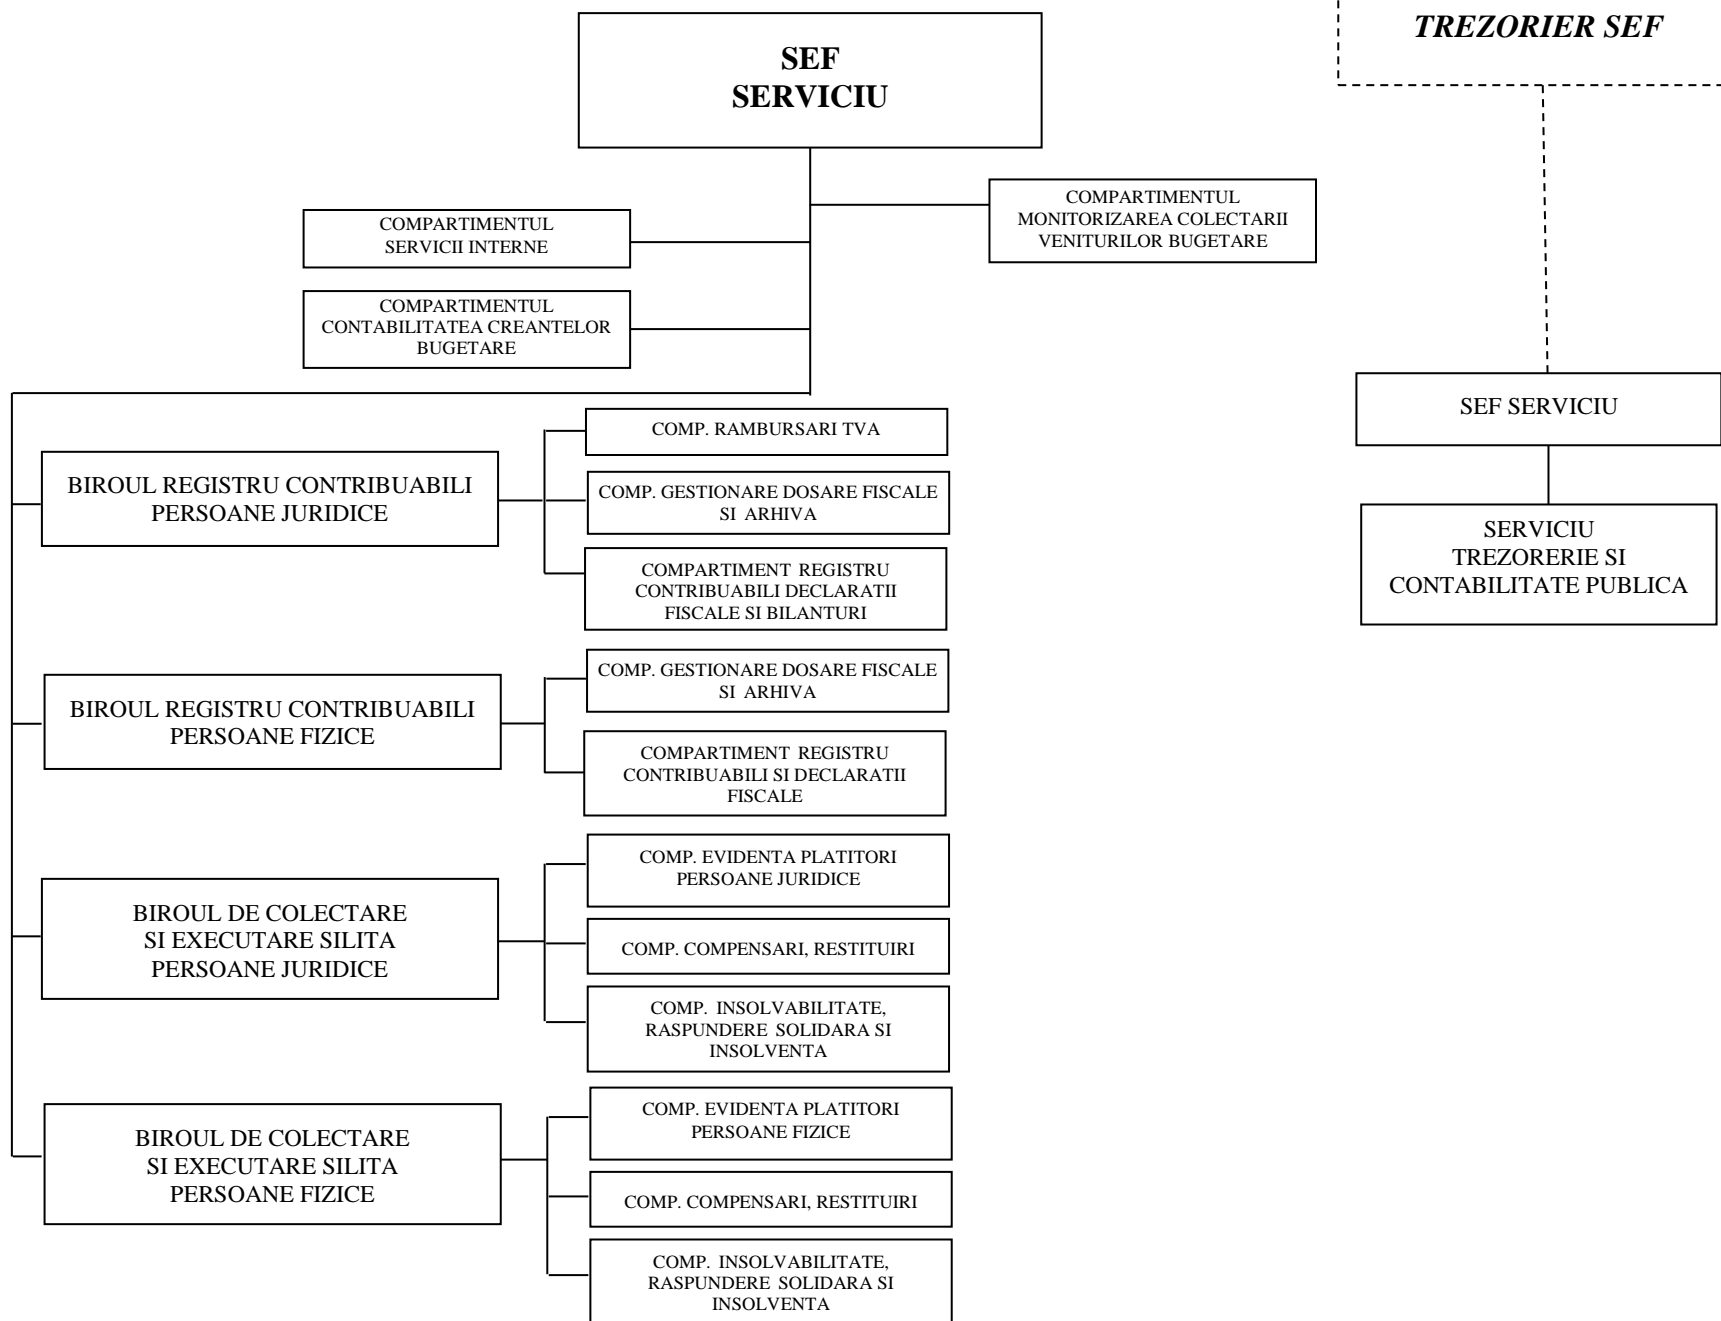 SEF
SERVICIU
TREZORIER SEF
COMPARTIMENTUL
MONITORIZAREA COLECTARII
VENITURILOR BUGETARE
COMPARTIMENTUL
SERVICII INTERNE
COMPARTIMENTUL
CONTABILITATEA CREANTELOR
BUGETARE
SEF SERVICIU
SERVICIU
TREZORERIE SI
CONTABILITATE PUBLICA
BIROUL REGISTRU CONTRIBUABILI
PERSOANE JURIDICE
COMP. RAMBURSARI TVA
COMP. GESTIONARE DOSARE FISCALE
SI ARHIVA
COMPARTIMENT REGISTRU
CONTRIBUABILI DECLARATII
FISCALE SI BILANTURI
BIROUL REGISTRU CONTRIBUABILI
PERSOANE FIZICE
COMP. GESTIONARE DOSARE FISCALE
SI ARHIVA
COMPARTIMENT REGISTRU
CONTRIBUABILI SI DECLARATII
FISCALE
BIROUL DE COLECTARE
SI EXECUTARE SILITA
PERSOANE JURIDICE
COMP. EVIDENTA PLATITORI
PERSOANE JURIDICE
COMP. COMPENSARI, RESTITUIRI
COMP. INSOLVABILITATE,
RASPUNDERE SOLIDARA SI
INSOLVENTA
BIROUL DE COLECTARE
SI EXECUTARE SILITA
PERSOANE FIZICE
COMP. EVIDENTA PLATITORI
PERSOANE FIZICE
COMP. COMPENSARI, RESTITUIRI
COMP. INSOLVABILITATE,
RASPUNDERE SOLIDARA SI
INSOLVENTA